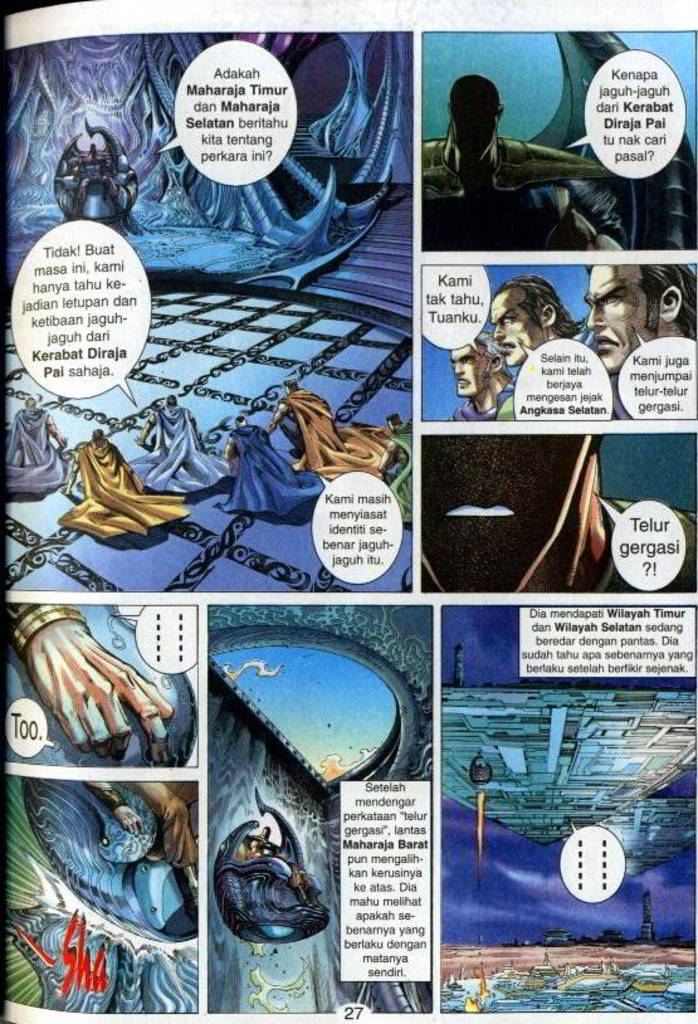 Adakah
Maharaja Timur
dan Maharaja
Selatan beritahu
kita tentang
perkara ini?
Tidak! Buat
masa ini, kami
hanya tahu ke-
jadian letupan dan
ketibaan jaguh-
jaguh dari
Kerabat Diraja
Pai sahaja.
Kami masih
menyiasat
identiti se-
benar jaguh-
jaguh itu.
Kenapa
jaguh-jaguh
dari Kerabat
Diraja Pai
tu nak cari
pasal?
Kami
tak tahu,
Tuanku.
Selain itu,
kami telah
berjaya
mengesan jejak
Angkasa Selatan.
Kami juga
menjumpai
telur-telur
gergasi.
Telur
gergasi
?!
Too.
Sha
Setelah
mendengar
perkataan "telur
gergasi", lantas
Maharaja Barat
pun mengalih-
kan kerusinya
ke atas. Dia
mahu melihat
apakah se-
benarnya yang
berlaku dengan
matanya
sendiri.
Dia mendapati Wilayah Timur
dan Wilayah Selatan sedang
beredar dengan pantas. Dia
sudah tahu apa sebenarnya yang
berlaku setelah berfikir sejenak.
27